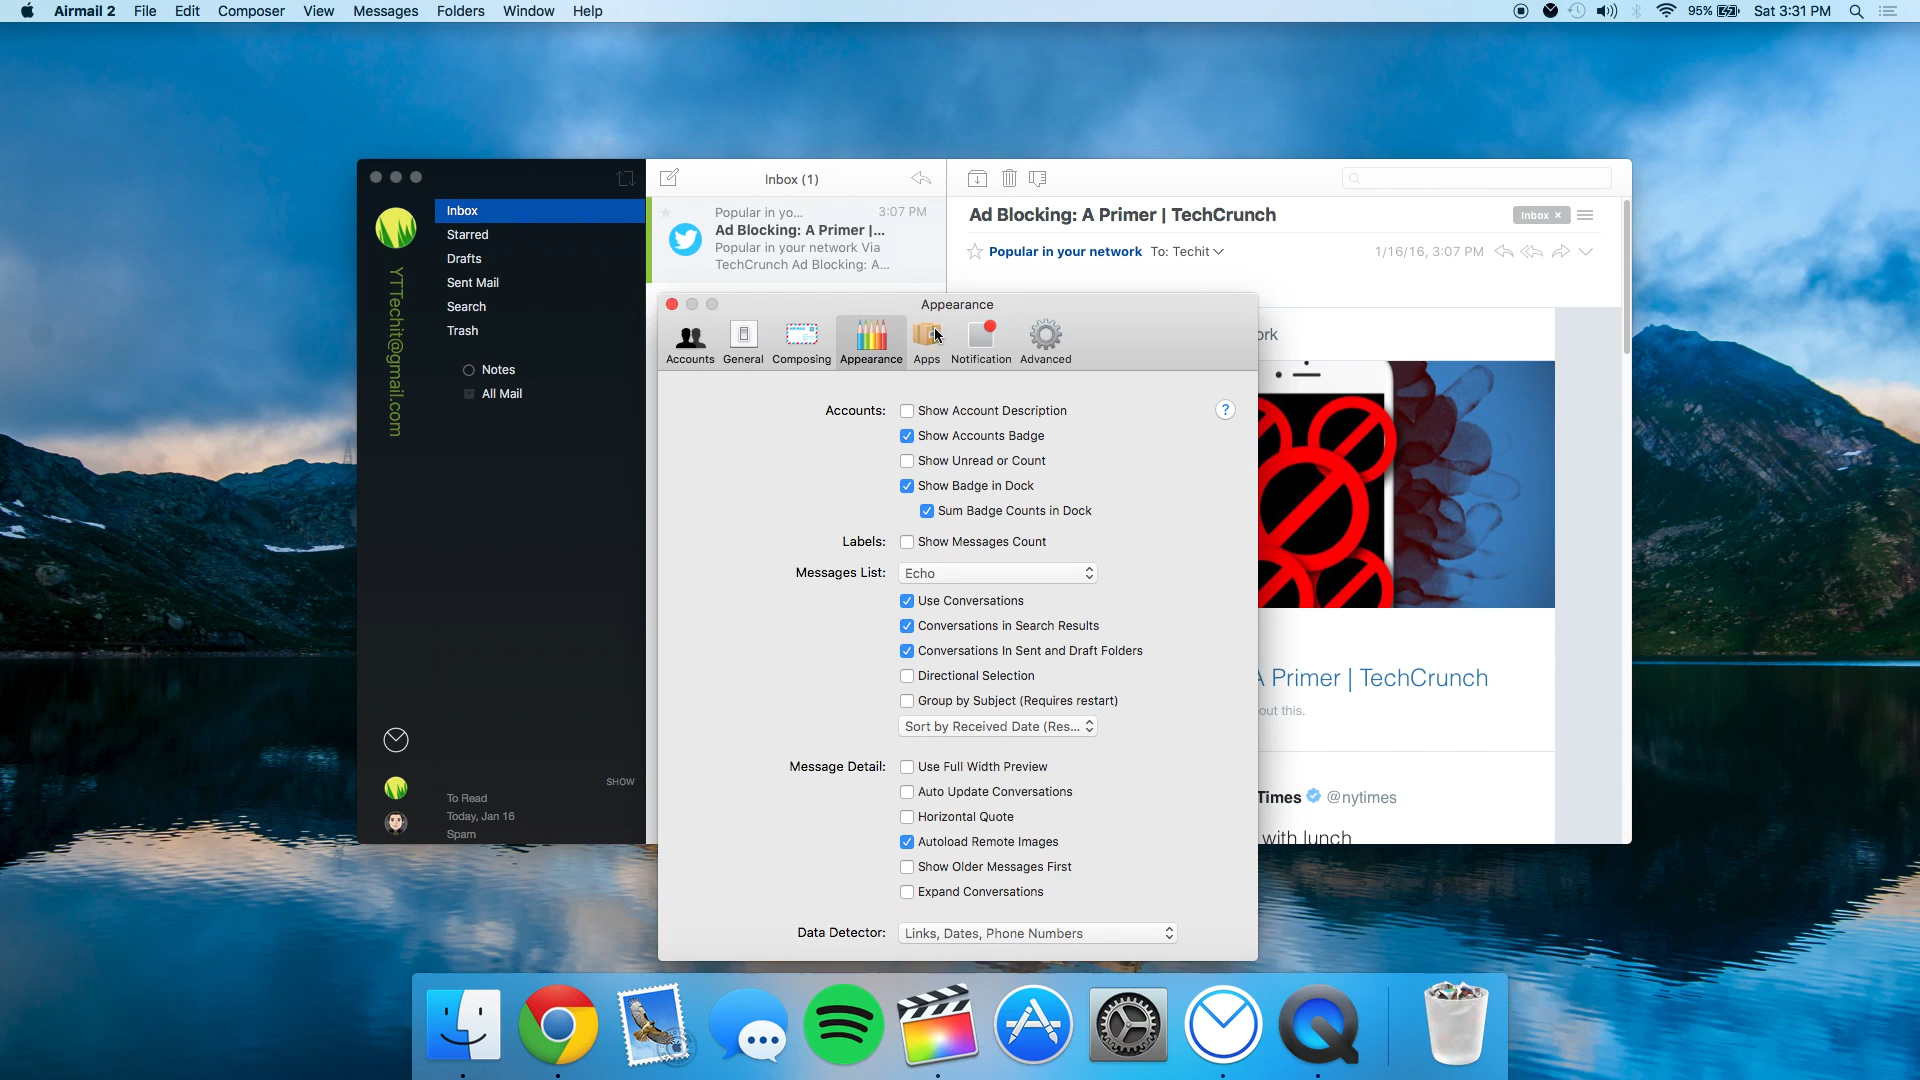 Airmail 2 File Edit Composer View Messages Folders Window Help
95% Sat 3:31 PM
Inbox
Starred
Drafts
Sent Mail
Search
Trash
Notes
All Mail
YTTechit@gmail.com
SHOW
To Read
Today, Jan 16
Spam
Inbox (1)
Popular in yo... 3:07 PM
Ad Blocking: A Primer |...
Popular in your network Via
TechCrunch Ad Blocking: A...
Ad Blocking: A Primer | TechCrunch
Inbox ×
Popular in your network To: Techit
1/16/16, 3:07 PM
ork
A Primer | TechCrunch
out this.
Times @nytimes
with lunch
Appearance
Accounts General Composing Appearance Apps Notification Advanced
Accounts: Show Account Description
?
Show Accounts Badge
Show Unread or Count
Show Badge in Dock
Sum Badge Counts in Dock
Labels: Show Messages Count
Messages List: Echo
Use Conversations
Conversations in Search Results
Conversations In Sent and Draft Folders
Directional Selection
Group by Subject (Requires restart)
Sort by Received Date (Res...
Message Detail: Use Full Width Preview
Auto Update Conversations
Horizontal Quote
Autoload Remote Images
Show Older Messages First
Expand Conversations
Data Detector: Links, Dates, Phone Numbers